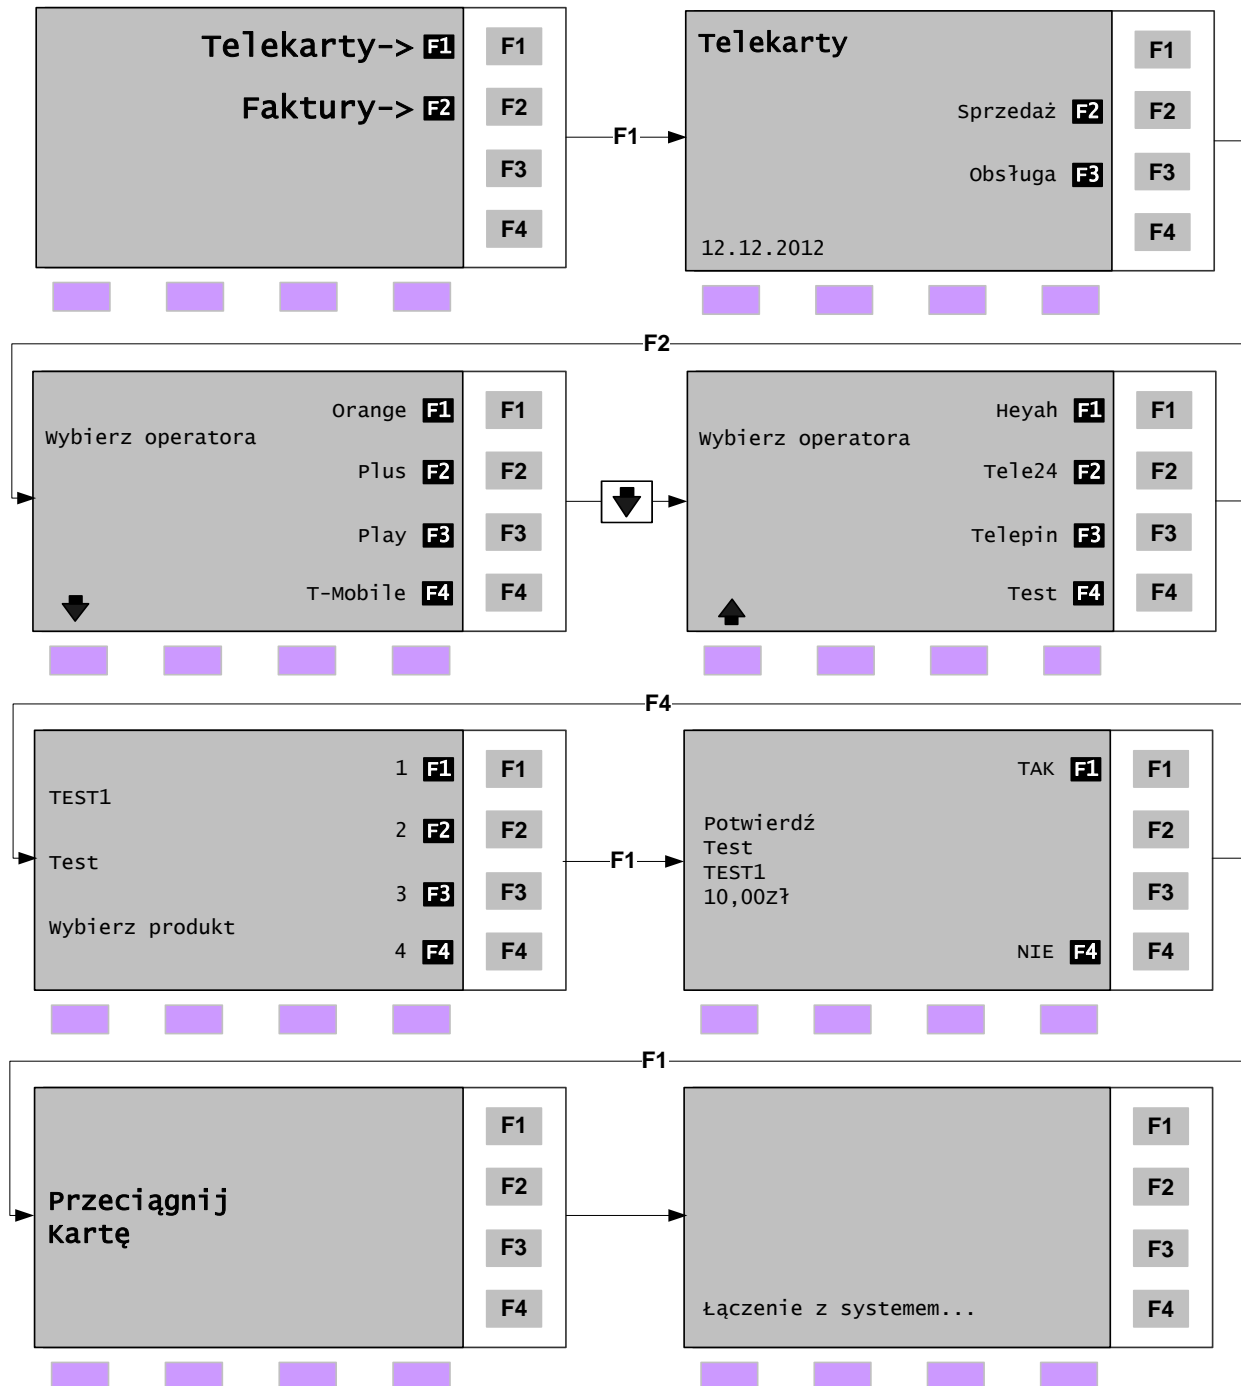 Telekarty-> F1 F1
Faktury-> F2 F2
F3
F4
F1
Telekarty F1
Sprzedaż F2 F2
Obsługa F3 F3
F4
12.12.2012
F2
Orange F1 F1
Wybierz operatora
Plus F2 F2
Play F3 F3
T-Mobile F4 F4
Heyah F1 F1
Wybierz operatora
Tele24 F2 F2
Telepin F3 F3
Test F4 F4
F4
1 F1 F1
TEST1
2 F2 F2
Test
3 F3 F3
Wybierz produkt
4 F4 F4
F1
TAK F1 F1
Potwierdź F2
Test
TEST1
10,00zł F3
NIE F4 F4
F1
F1
F2
Przeciągnij
Kartę
F3
F4
F1
F2
F3
Łączenie z systemem... F4